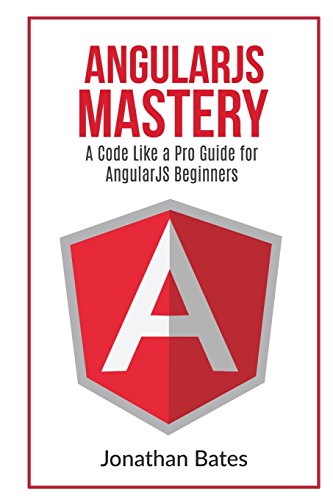 ANGULARJS
MASTERY
A Code Like a Pro Guide for
AngularJS Beginners
A
Jonathan Bates